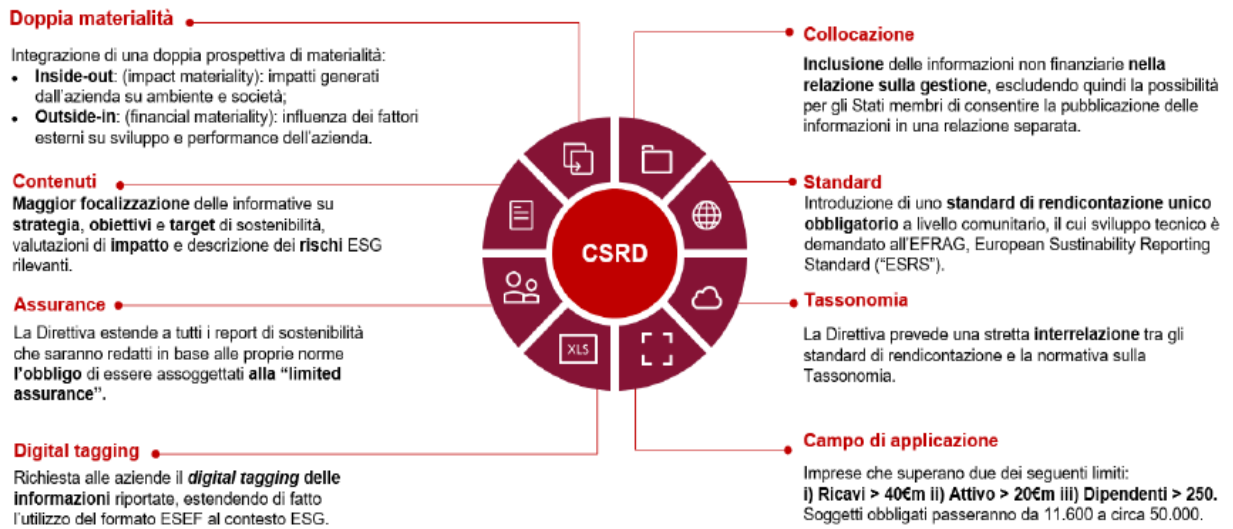 Doppia materialità
Integrazione di una doppia prospettiva di materialità:
• Inside-out: (impact materiality): impatti generati
dall'azienda su ambiente e società;
• Outside-in: (financial materiality): influenza dei fattori
esterni su sviluppo e performance dell'azienda.
Contenuti
Maggior focalizzazione delle informative su
strategia, obiettivi e target di sostenibilità,
valutazioni di impatto e descrizione dei rischi ESG
rilevanti.
Assurance
La Direttiva estende a tutti i report di sostenibilità
che saranno redatti in base alle proprie norme
l'obbligo di essere assoggettati alla “limited
assurance”.
Digital tagging
Richiesta alle aziende il digital tagging delle
informazioni riportate, estendendo di fatto
l'utilizzo del formato ESEF al contesto ESG.
CSRD
XLS
Collocazione
Inclusione delle informazioni non finanziarie nella
relazione sulla gestione, escludendo quindi la possibilità
per gli Stati membri di consentire la pubblicazione delle
informazioni in una relazione separata.
Standard
Introduzione di uno standard di rendicontazione unico
obbligatorio a livello comunitario, il cui sviluppo tecnico è
demandato all'EFRAG, European Sustinability Reporting
Standard (“ESRS”).
Tassonomia
La Direttiva prevede una stretta interrelazione tra gli
standard di rendicontazione e la normativa sulla
Tassonomia.
Campo di applicazione
Imprese che superano due dei seguenti limiti:
i) Ricavi > 40€m ii) Attivo > 20€m iii) Dipendenti > 250.
Soggetti obbligati passeranno da 11.600 a circa 50.000.